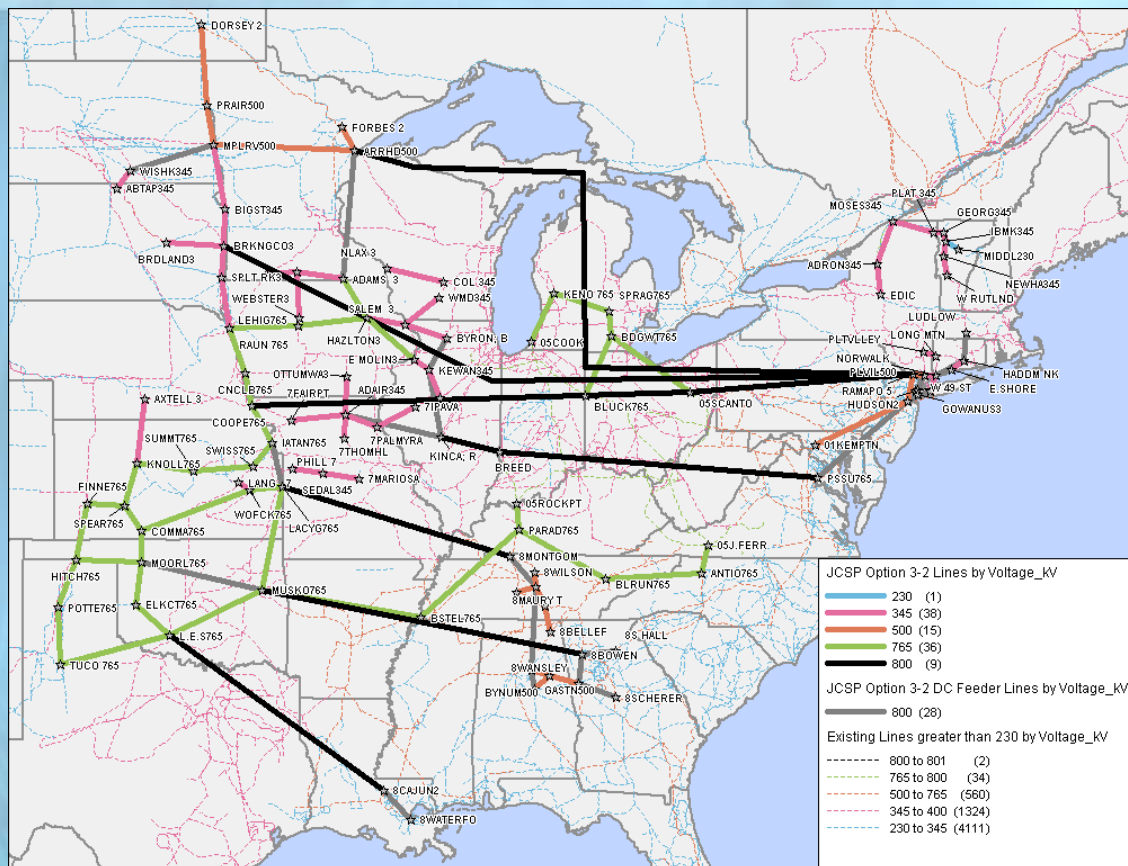 DORSEY 2
PRAIR500
FORBES 2
MPLRV500
ARRHD500
WISHK345
ABTAP345
PLAT 345
MOSES345
GEORG345
IBMK345
MIDDL230
BIGST345
BRDLAND3
BRKNGCO3
NLAX 3
ADRON345
NEWHA345
SPLT RK3
ADAMS 3
COL 345
WEBSTER3
WMD345
KENO 765
SPRAG765
EDIC
W RUTLND
SALEM 3
LEHIG765
LUDLOW
RAUN 765
HAZLTON3
BYRON; B
05COOK
BDGWT765
PLTVLLEY
LONG MTN
E MOLIN3
KEWAN345
NORWALK
CNCLB765
OTTUMWA3
ADAIR345
PLVIL500
HADDM NK
7FAIRPT
RAMAPO 5
W 49 ST
E.SHORE
AXTELL 3
COOPE765
7IPAVA
BLUCK765
05SCANTO
HUDSON2
GOWANUS3
SUMMT765
IATAN765
7THOMHL
7PALMYRA
KINCA; R
01KEMPTN
SWISS765
KNOLL765
PHILL 7
BREED
LANG 7
7MARIOSA
PSSU765
FINNE765
SEDAL345
WOFCK765
LACYG765
SPEAR765
05ROCKPT
COMMA765
PARAD765
05J.FERR
8MONTGOM
HITCH765
MOORL765
8WILSON
BLRUN765
ANTIO765
MUSKO765
8MAURY T
POTTE765
ELKCT765
BSTEL765
8BELLEF
L.E.S765
8S.HALL
8BOWEN
TUCO 765
8WANSLEY
BYNUM500
GASTN500
8SCHERER
8CAJUN2
8WATERFO
JCSP Option 3-2 Lines by Voltage_kV
230 (1)
345 (38)
500 (15)
765 (36)
800 (9)
JCSP Option 3-2 DC Feeder Lines by Voltage_kV
800 (28)
Existing Lines greater than 230 by Voltage_kV
800 to 801 (2)
765 to 800 (34)
500 to 765 (560)
345 to 400 (1324)
230 to 345 (4111)